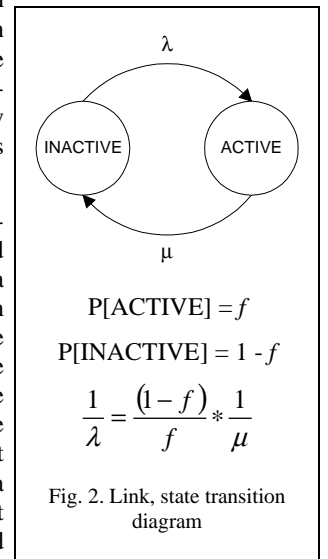 λ
INACTIVE
ACTIVE
μ
P[ACTIVE] = f
P[INACTIVE] = 1 - f
1/λ = (1 − f)/f * 1/μ
Fig. 2. Link, state transition
diagram